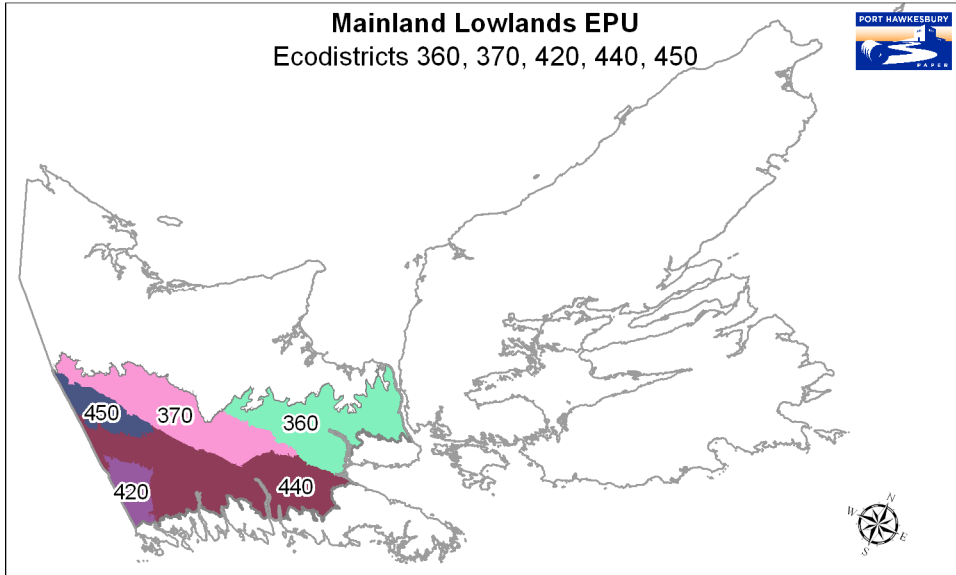 Mainland Lowlands EPU
Ecodistricts 360, 370, 420, 440, 450
PORT HAWKESBURY
PAPER
450
370
360
420
440
N
W
E
S